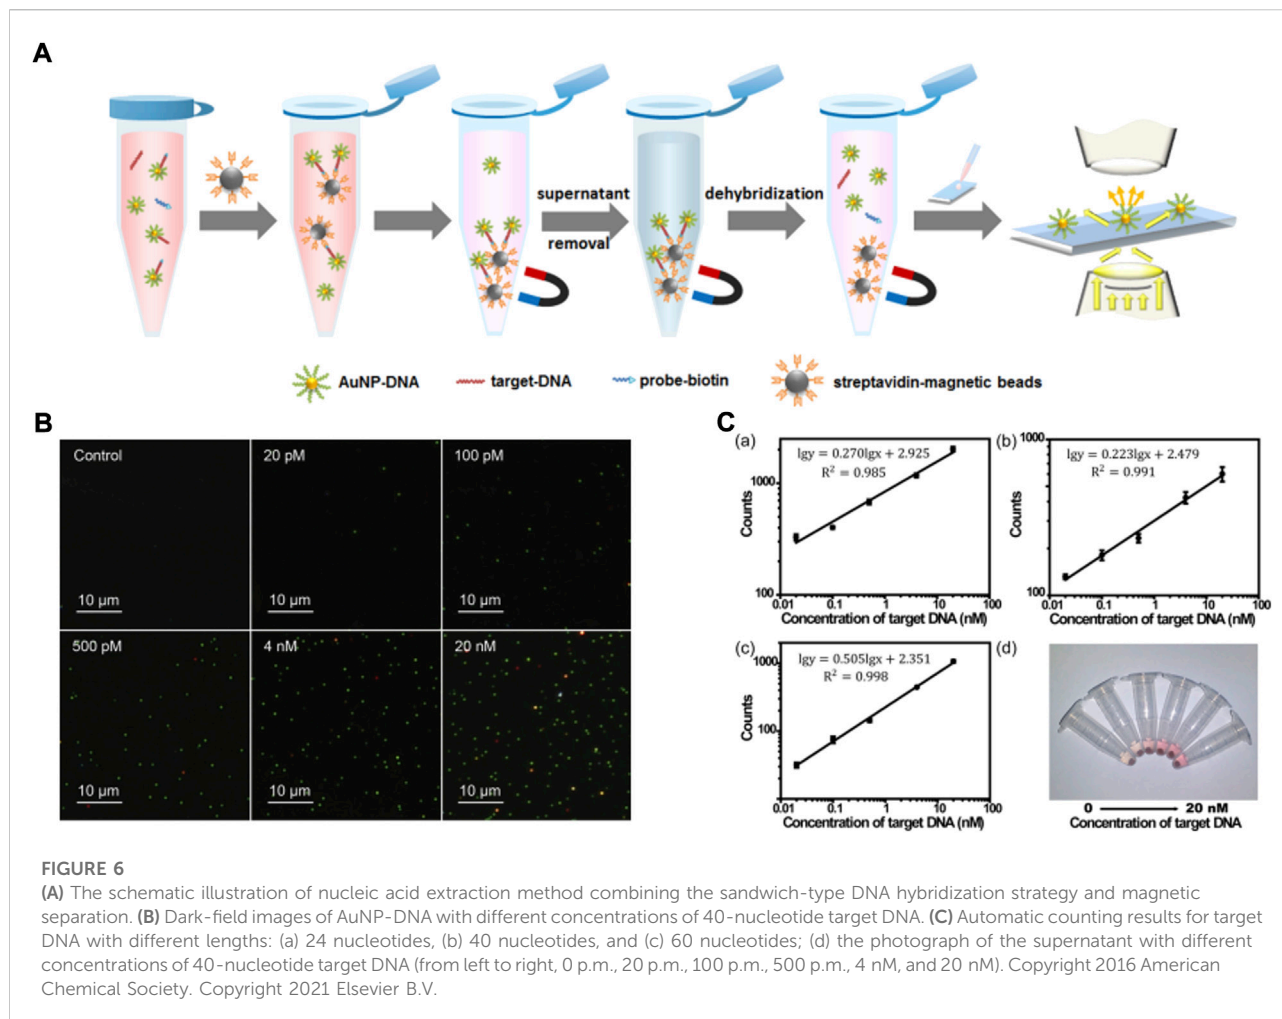 A
supernatant
removal
dehybridization
AuNP-DNA
target-DNA
probe-biotin
streptavidin-magnetic beads
B
Control
20 pM
100 pM
10 µm
10 µm
10 µm
500 pM
4 nM
20 nM
10 µm
10 µm
10 µm
C
(a)
lgy = 0.270lgx + 2.925
R² = 0.985
1000
100
Counts
0.01 0.1 1 10 100
Concentration of target DNA (nM)
(b)
lgy = 0.223lgx + 2.479
R² = 0.991
1000
100
Counts
0.01 0.1 1 10 100
Concentration of target DNA (nM)
(c)
lgy = 0.505lgx + 2.351
R² = 0.998
1000
100
Counts
0.01 0.1 1 10 100
Concentration of target DNA (nM)
(d)
0 20 nM
Concentration of target DNA
FIGURE 6
(A) The schematic illustration of nucleic acid extraction method combining the sandwich-type DNA hybridization strategy and magnetic
separation. (B) Dark-field images of AuNP-DNA with different concentrations of 40-nucleotide target DNA. (C) Automatic counting results for target
DNA with different lengths: (a) 24 nucleotides, (b) 40 nucleotides, and (c) 60 nucleotides; (d) the photograph of the supernatant with different
concentrations of 40-nucleotide target DNA (from left to right, 0 p.m., 20 p.m., 100 p.m., 500 p.m., 4 nM, and 20 nM). Copyright 2016 American
Chemical Society. Copyright 2021 Elsevier B.V.